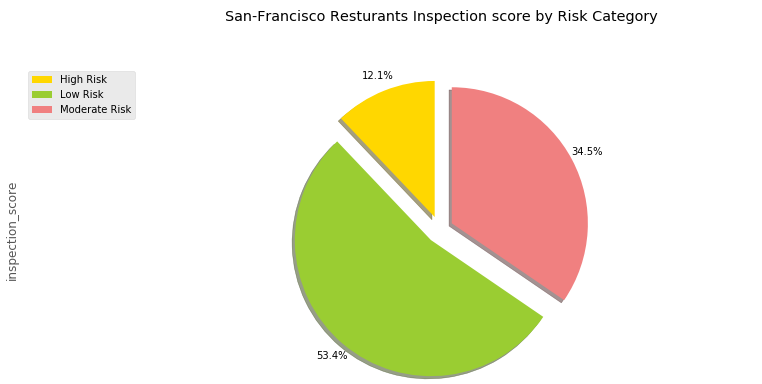 San-Francisco Resturants Inspection score by Risk Category
High Risk
Low Risk
Moderate Risk
12.1%
34.5%
53.4%
inspection_score